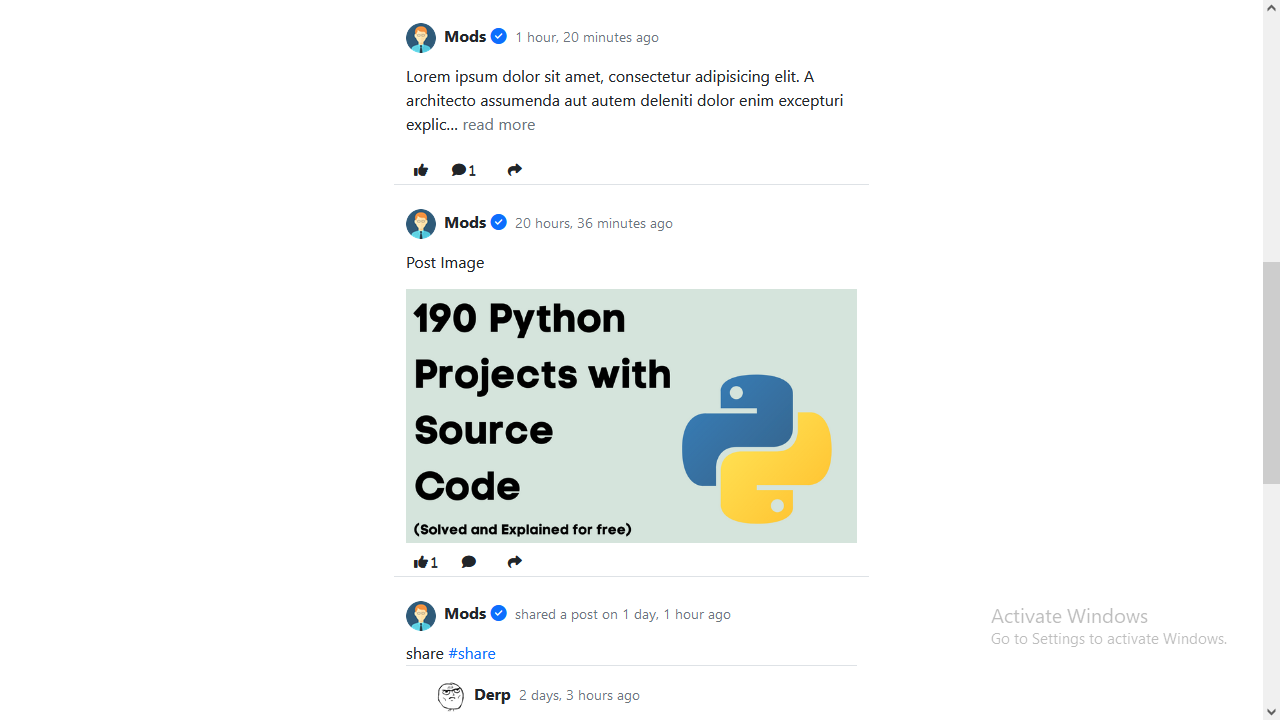 Mods 1 hour, 20 minutes ago
Lorem ipsum dolor sit amet, consectetur adipisicing elit. A
architecto assumenda aut autem deleniti dolor enim excepturi
explic... read more
1
Mods 20 hours, 36 minutes ago
Post Image
190 Python
Projects with
Source
Code
(Solved and Explained for free)
1
Mods shared a post on 1 day, 1 hour ago
share #share
Derp 2 days, 3 hours ago
Activate Windows
Go to Settings to activate Windows.